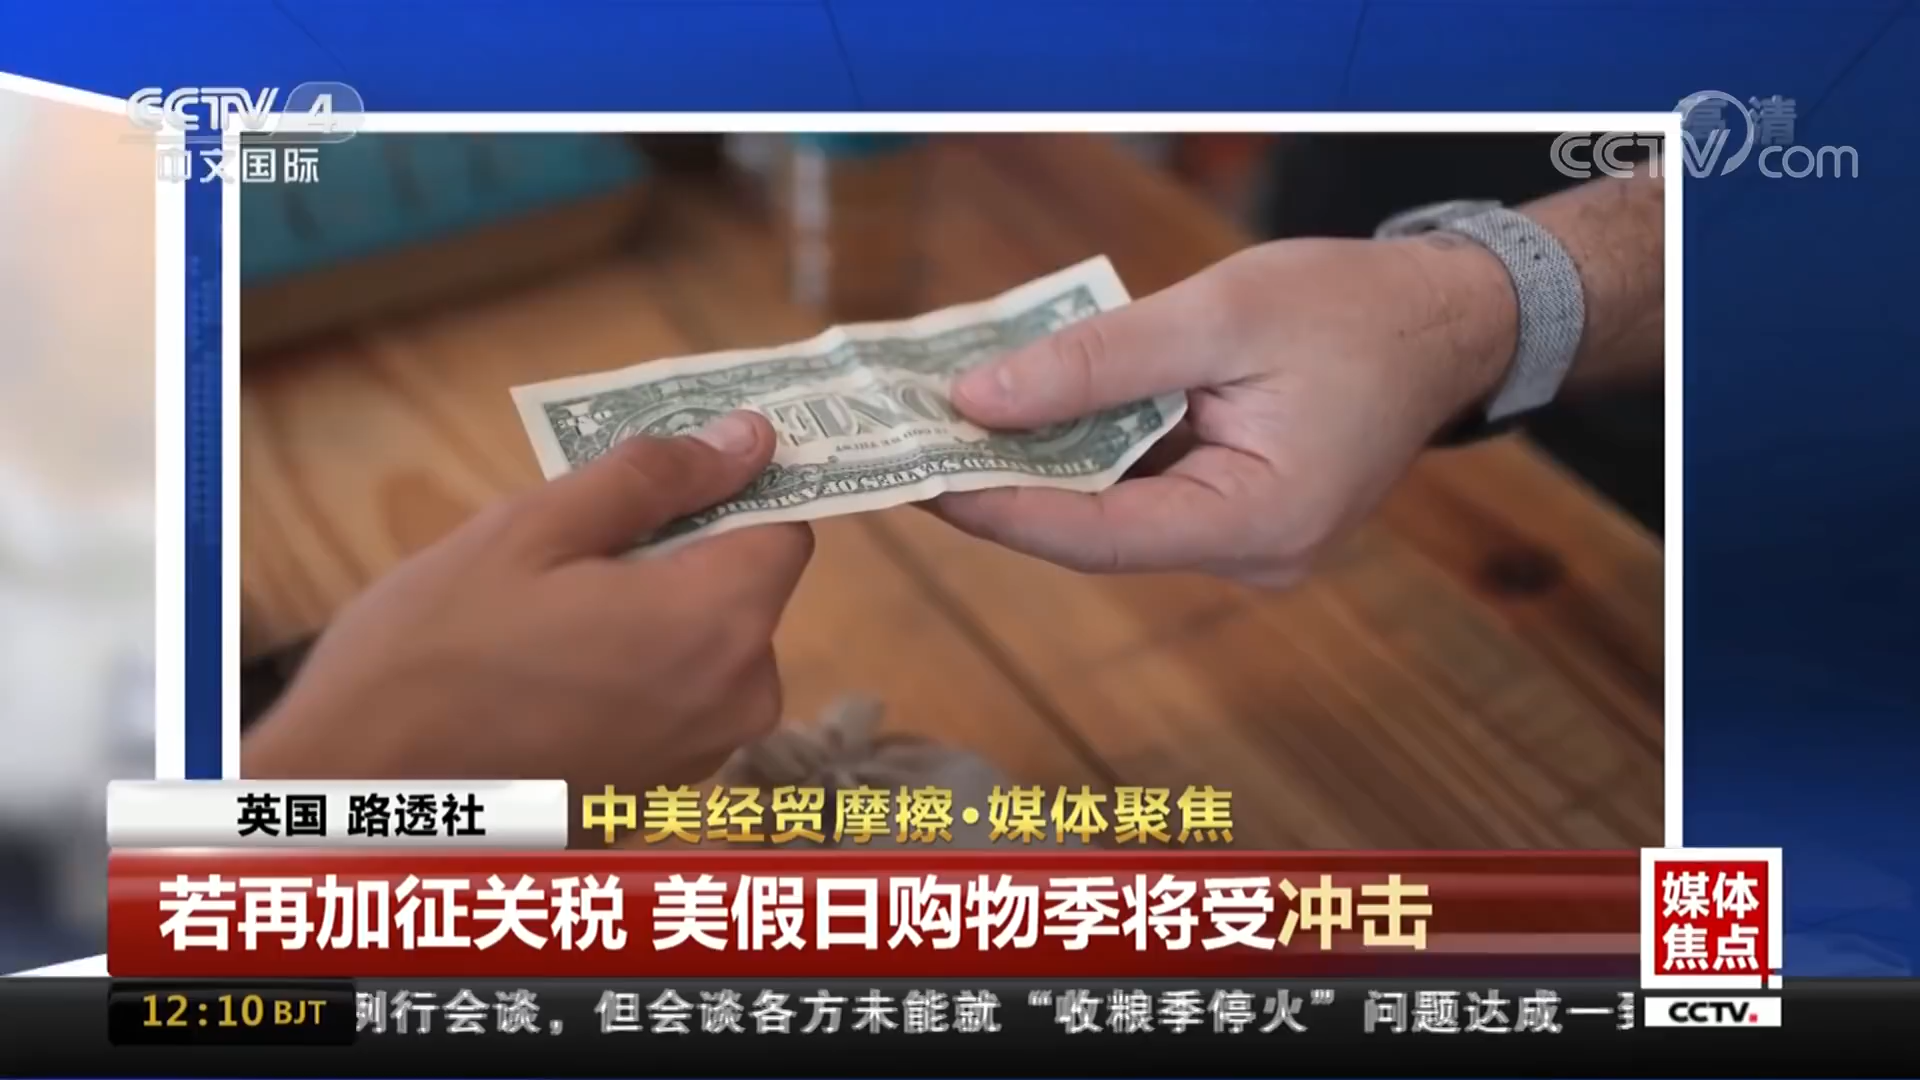 CCTV 4
中文国际
高清
CCTV.com
ONE
IN GOD WE TRUST
THE UNITED STATES OF AMERICA
英国 路透社
中美经贸摩擦·媒体聚焦
若再加征关税 美假日购物季将受冲击
媒体
焦点
CCTV.
12:10 BJT
例行会谈，但会谈各方未能就“收粮季停火”问题达成一